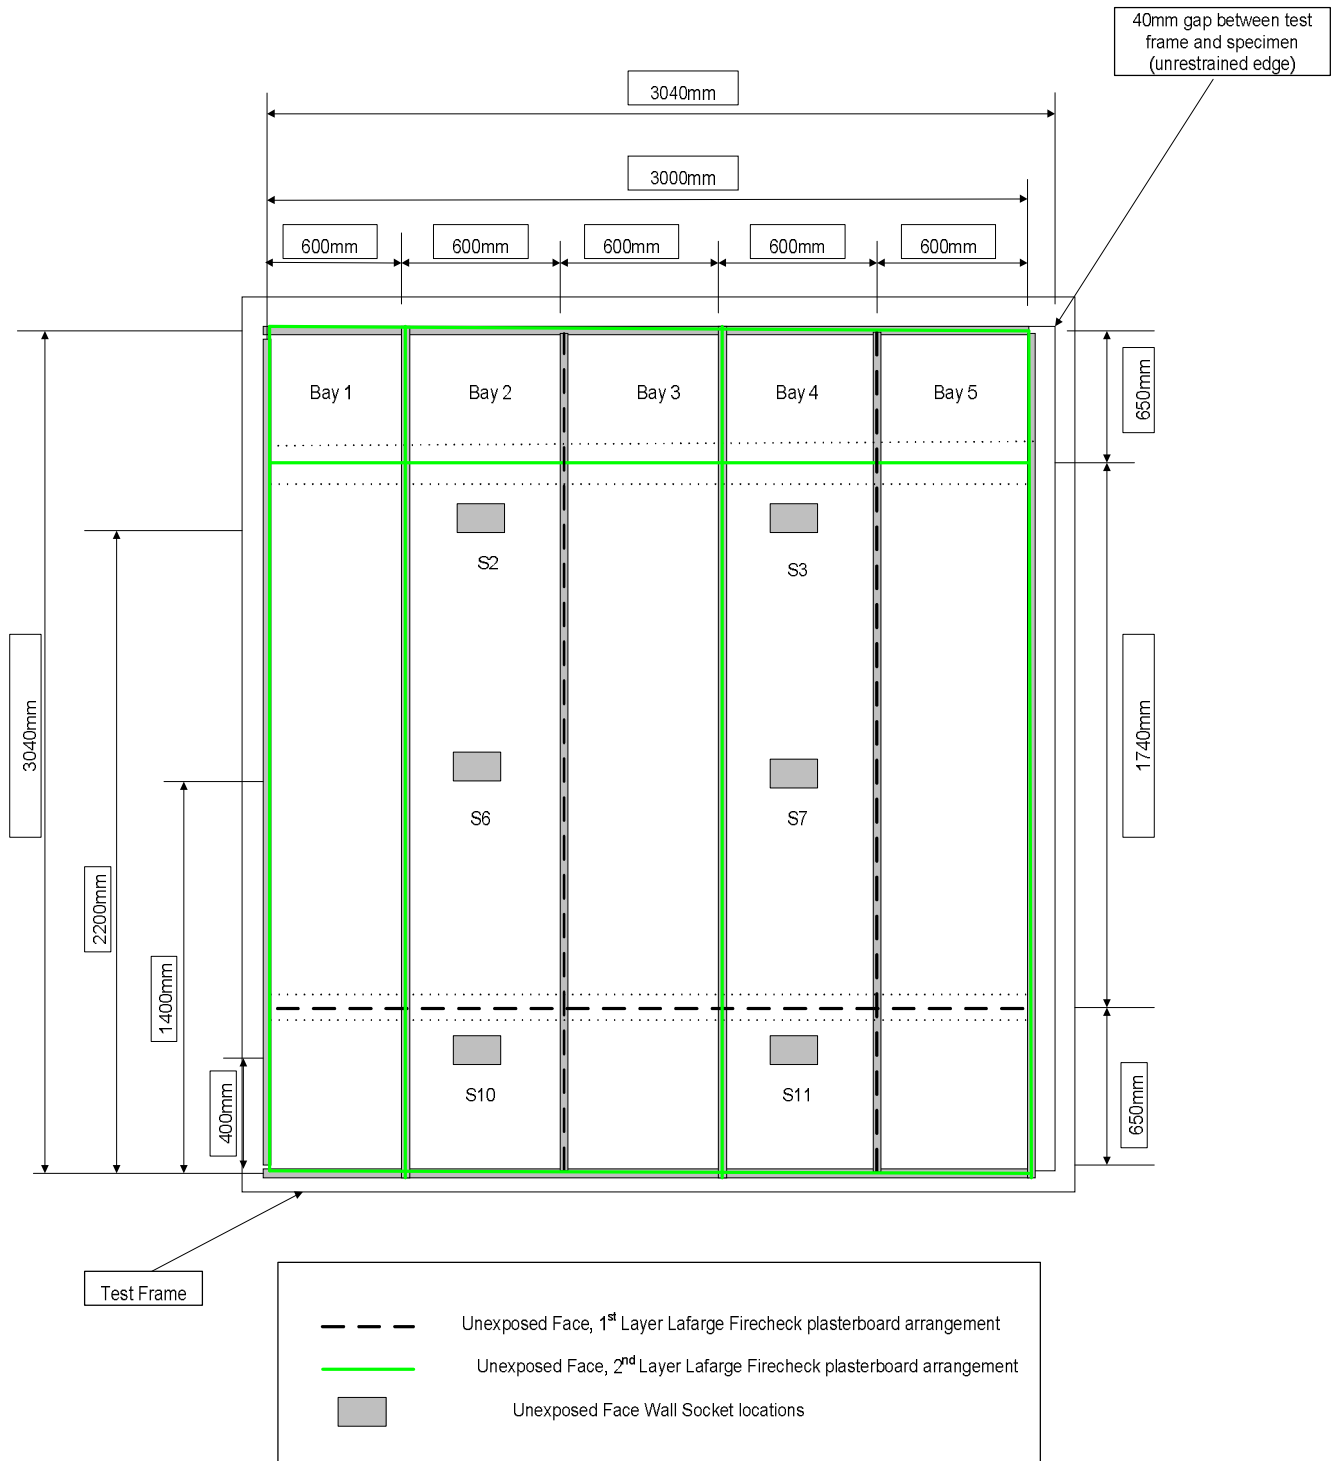 40mm gap between test
frame and specimen
(unrestrained edge)
3040mm
3000mm
600mm 600mm 600mm 600mm 600mm
Bay 1 Bay 2 Bay 3 Bay 4 Bay 5
650mm
S2 S3
3040mm
1740mm
S6 S7
2200mm
1400mm
400mm
650mm
S10 S11
Test Frame
Unexposed Face, 1st Layer Lafarge Firecheck plasterboard arrangement
Unexposed Face, 2nd Layer Lafarge Firecheck plasterboard arrangement
Unexposed Face Wall Socket locations